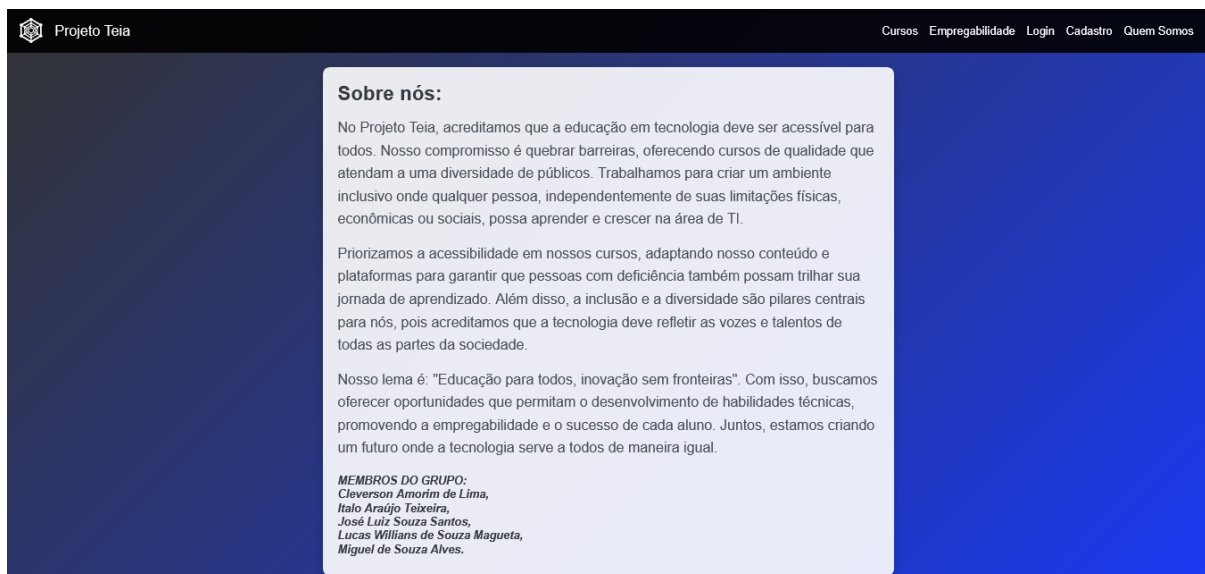 Projeto Teia
Cursos Empregabilidade Login Cadastro Quem Somos
Sobre nós:
No Projeto Teia, acreditamos que a educação em tecnologia deve ser acessível para
todos. Nosso compromisso é quebrar barreiras, oferecendo cursos de qualidade que
atendam a uma diversidade de públicos. Trabalhamos para criar um ambiente
inclusivo onde qualquer pessoa, independentemente de suas limitações físicas,
econômicas ou sociais, possa aprender e crescer na área de TI.
Priorizamos a acessibilidade em nossos cursos, adaptando nosso conteúdo e
plataformas para garantir que pessoas com deficiência também possam trilhar sua
jornada de aprendizado. Além disso, a inclusão e a diversidade são pilares centrais
para nós, pois acreditamos que a tecnologia deve refletir as vozes e talentos de
todas as partes da sociedade.
Nosso lema é: "Educação para todos, inovação sem fronteiras". Com isso, buscamos
oferecer oportunidades que permitam o desenvolvimento de habilidades técnicas,
promovendo a empregabilidade e o sucesso de cada aluno. Juntos, estamos criando
um futuro onde a tecnologia serve a todos de maneira igual.
MEMBROS DO GRUPO:
Cleverson Amorim de Lima,
Italo Araújo Teixeira,
José Luiz Souza Santos,
Lucas Willians de Souza Magueta,
Miguel de Souza Alves.